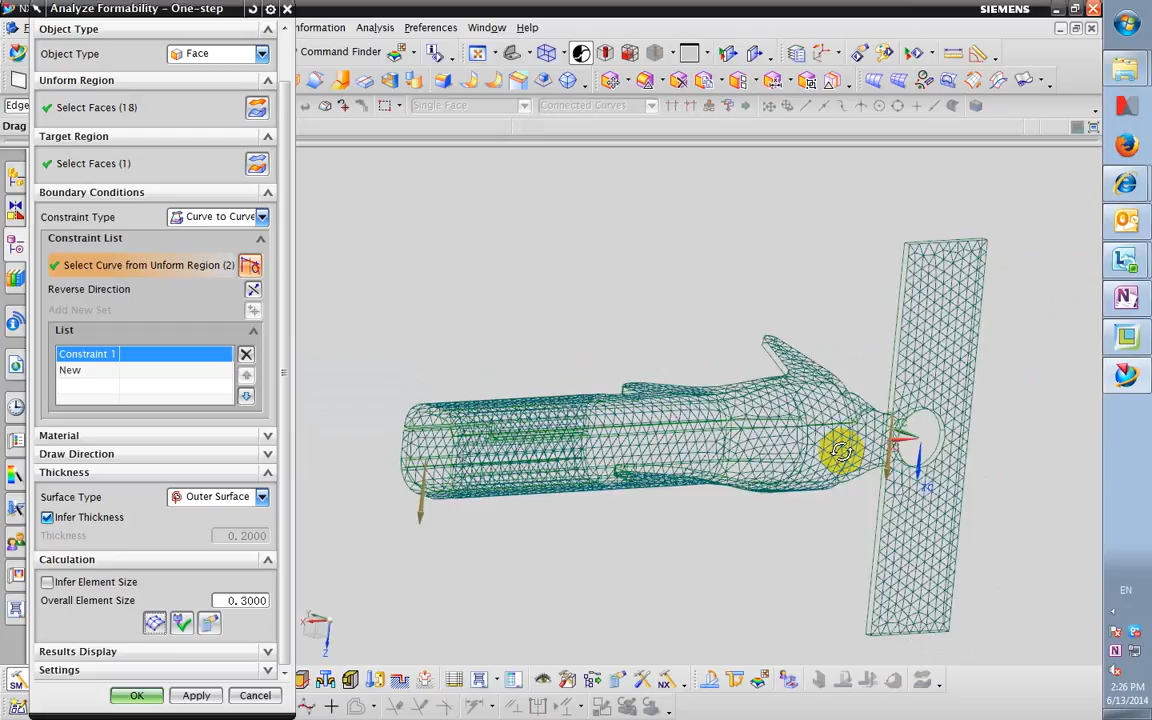 Analyze Formability - One-step
SIEMENS
Object Type
nformation Analysis Preferences Window Help
Object Type Face
Command Finder
Uniform Region
Select Faces (18)
Edge
Single Face
Connected Curves
Drag
Target Region
Select Faces (1)
Boundary Conditions
Constraint Type Curve to Curve
Constraint List
Select Curve from Unform Region (2)
Reverse Direction
Add New Set
List
Constraint 1
New
Material
Draw Direction
Thickness
Surface Type Outer Surface
Infer Thickness
Thickness 0.2000
Calculation
Infer Element Size
Overall Element Size 0.3000
Results Display
Settings
OK Apply Cancel
X
Y
Z
EN
2:26 PM
6/13/2014